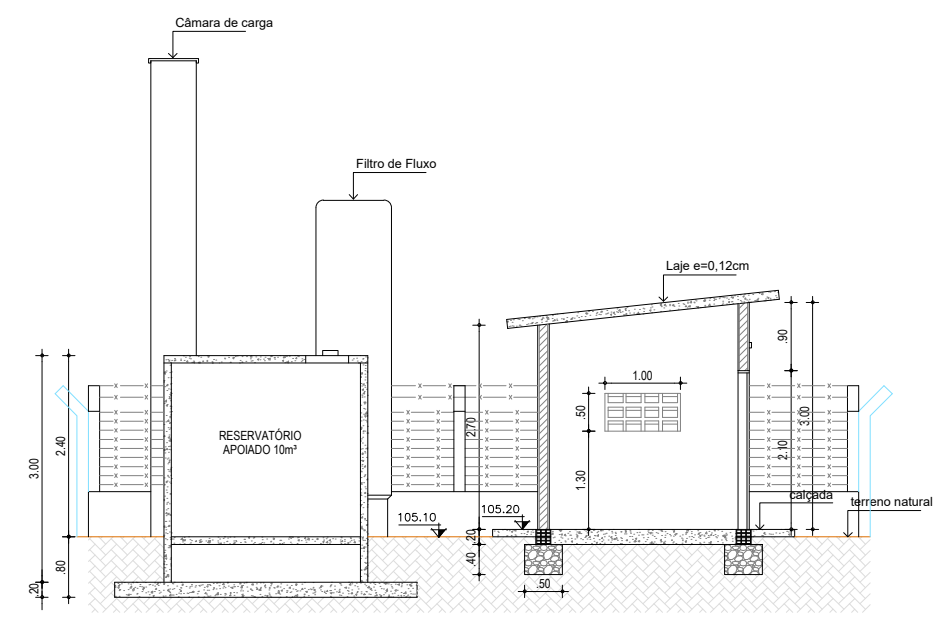 Câmara de carga
Filtro de Fluxo
Laje e=0,12cm
.90
1.00
3.00
.50
2.40
2.70
3.00
RESERVATÓRIO
APOIADO 10m³
2.10
1.30
calçada
terreno natural
105.10
105.20
.20
.40
.80
.50
.20